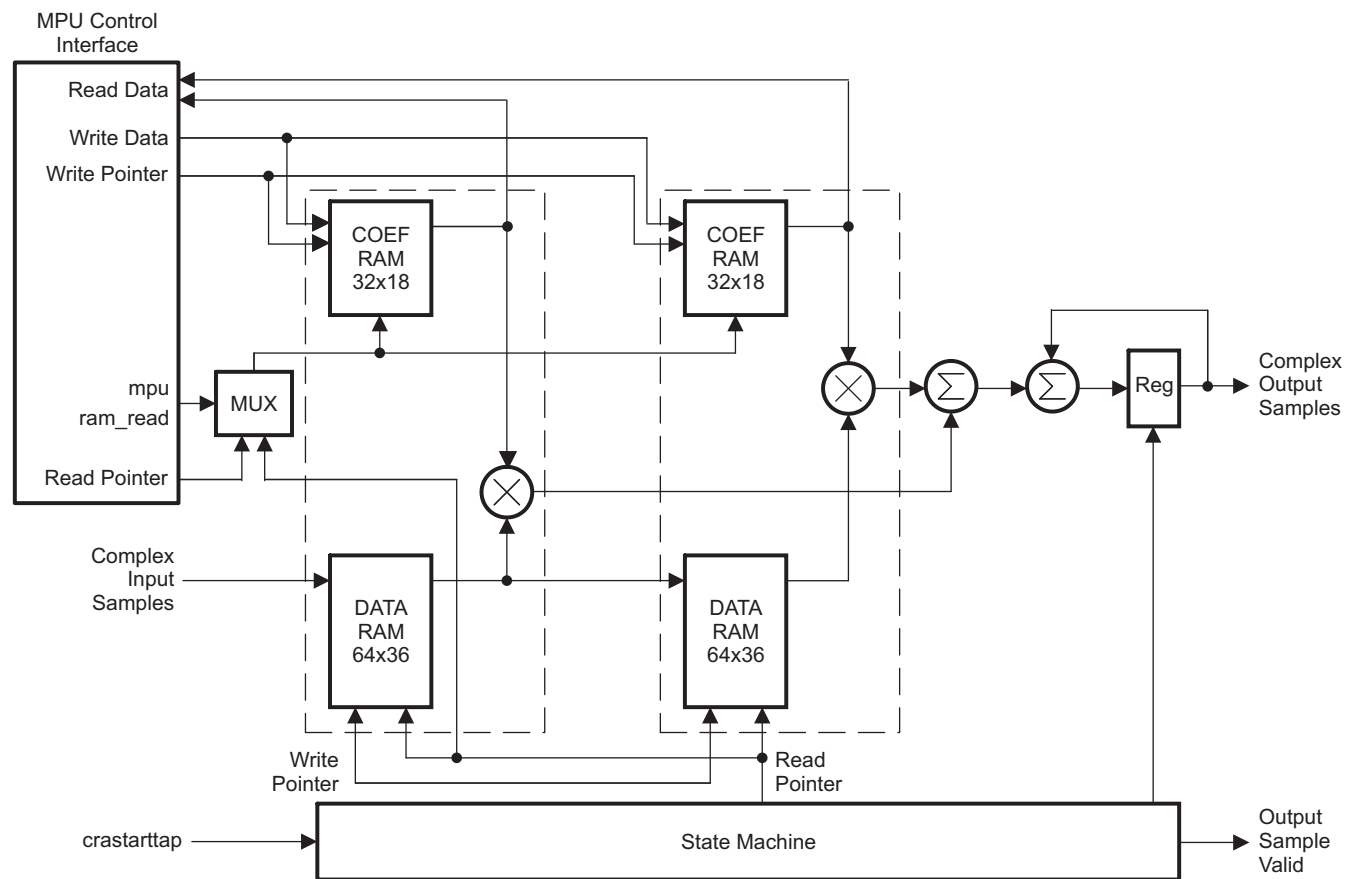 MPU Control
Interface
Read Data
Write Data
Write Pointer
COEF
RAM
32x18
COEF
RAM
32x18
mpu
ram_read
MUX
Read Pointer
Σ
Σ
Reg
Complex
Output
Samples
Complex
Input
Samples
DATA
RAM
64x36
DATA
RAM
64x36
Write
Pointer
Read
Pointer
crastarttap
State Machine
Output
Sample
Valid